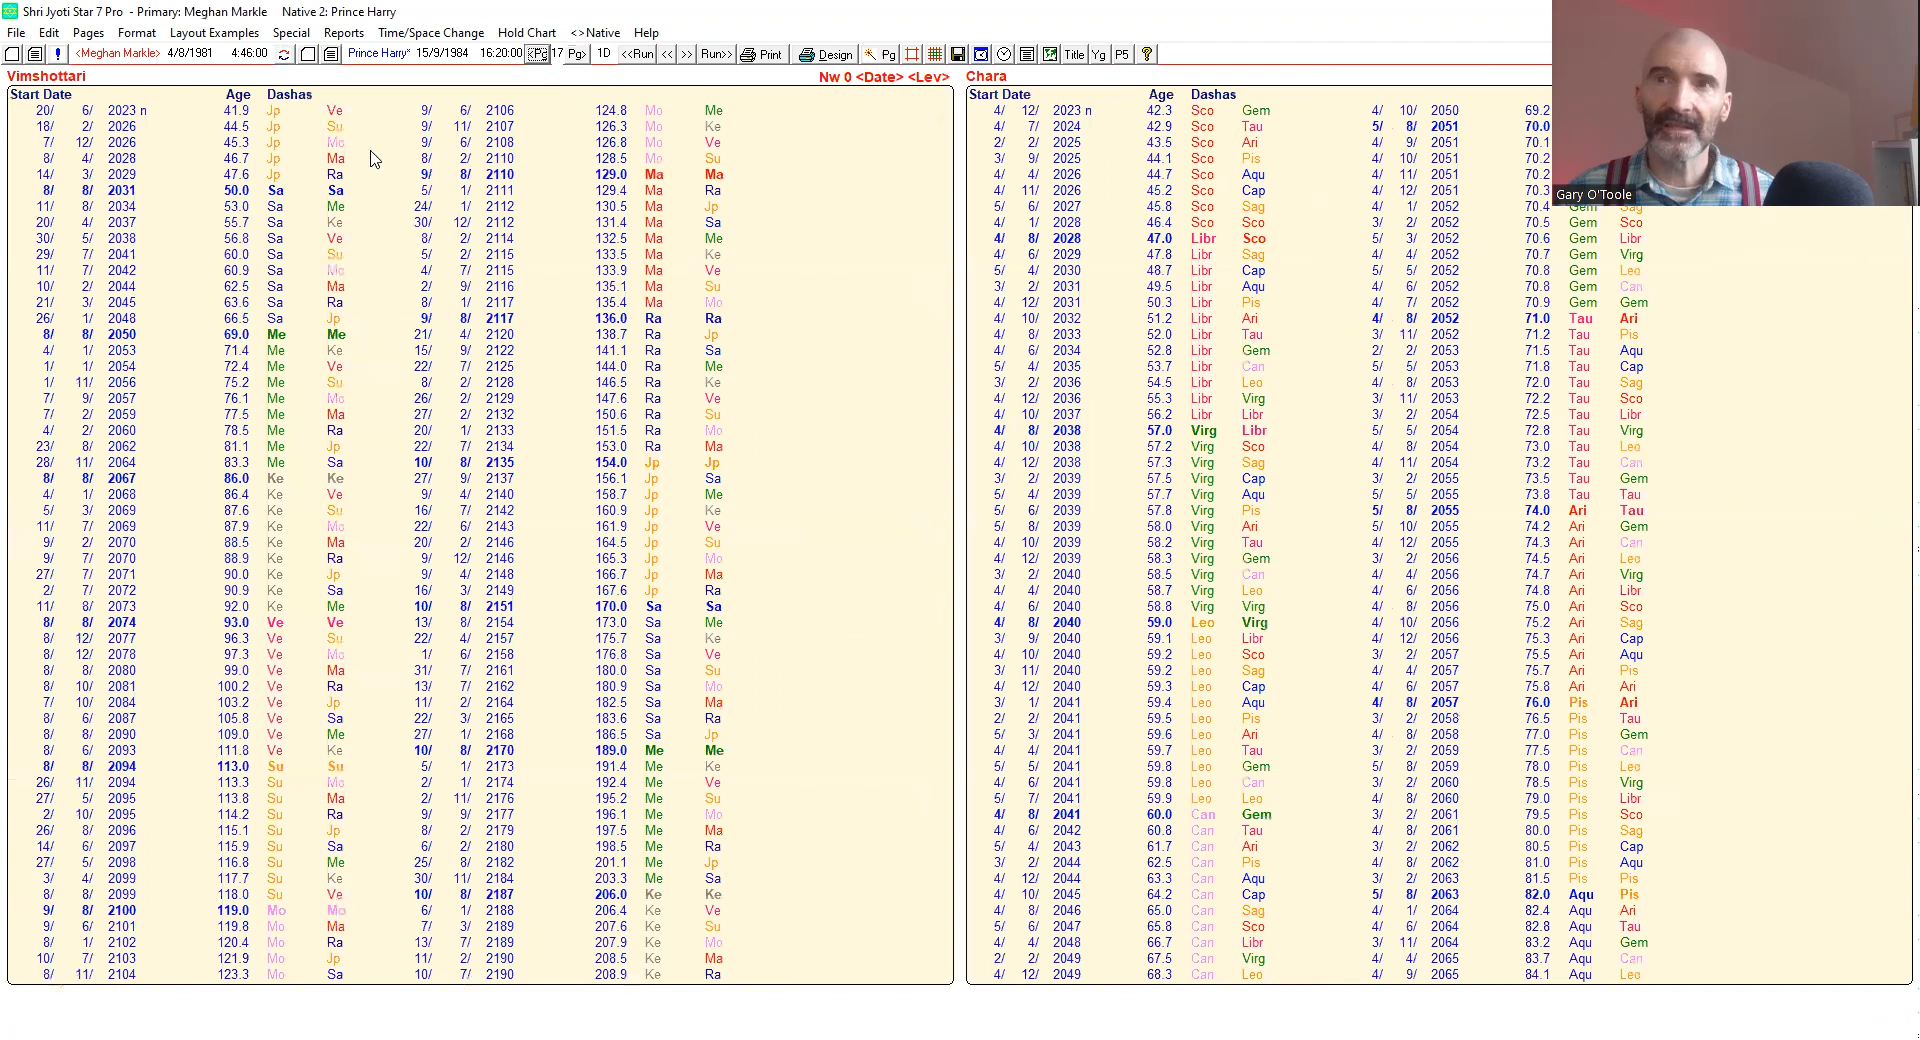 Shri Jyoti Star 7 Pro - Primary: Meghan Markle Native 2: Prince Harry
File Edit Pages Format Layout Examples Special Reports Time/Space Change Hold Chart <>Native Help
<Meghan Markle> 4/8/1981 4:46:00 Prince Harry* 15/9/1984 16:20:00 <Pg 17 Pg> 1D <<Run << >> Run>> Print Design Pg Title Yg P5
Vimshottari Nw 0 <Date> <Lev>
Start Date Age Dashas
20/ 6/ 2023 n 41.9 Jp Ve 9/ 6/ 2106 124.8 Mo Me
18/ 2/ 2026 44.5 Jp Su 9/ 11/ 2107 126.3 Mo Ke
7/ 12/ 2026 45.3 Jp Mo 9/ 6/ 2108 126.8 Mo Ve
8/ 4/ 2028 46.7 Jp Ma 8/ 2/ 2110 128.5 Mo Su
14/ 3/ 2029 47.6 Jp Ra 9/ 8/ 2110 129.0 Ma Ma
8/ 8/ 2031 50.0 Sa Sa 5/ 1/ 2111 129.4 Ma Ra
11/ 8/ 2034 53.0 Sa Me 24/ 1/ 2112 130.5 Ma Jp
20/ 4/ 2037 55.7 Sa Ke 30/ 12/ 2112 131.4 Ma Sa
30/ 5/ 2038 56.8 Sa Ve 8/ 2/ 2114 132.5 Ma Me
29/ 7/ 2041 60.0 Sa Su 5/ 2/ 2115 133.5 Ma Ke
11/ 7/ 2042 60.9 Sa Mo 4/ 7/ 2115 133.9 Ma Ve
10/ 2/ 2044 62.5 Sa Ma 2/ 9/ 2116 135.1 Ma Su
21/ 3/ 2045 63.6 Sa Ra 8/ 1/ 2117 135.4 Ma Mo
26/ 1/ 2048 66.5 Sa Jp 9/ 8/ 2117 136.0 Ra Ra
8/ 8/ 2050 69.0 Me Me 21/ 4/ 2120 138.7 Ra Jp
4/ 1/ 2053 71.4 Me Ke 15/ 9/ 2122 141.1 Ra Sa
1/ 1/ 2054 72.4 Me Ve 22/ 7/ 2125 144.0 Ra Me
1/ 11/ 2056 75.2 Me Su 8/ 2/ 2128 146.5 Ra Ke
7/ 9/ 2057 76.1 Me Mo 26/ 2/ 2129 147.6 Ra Ve
7/ 2/ 2059 77.5 Me Ma 27/ 2/ 2132 150.6 Ra Su
4/ 2/ 2060 78.5 Me Ra 20/ 1/ 2133 151.5 Ra Mo
23/ 8/ 2062 81.1 Me Jp 22/ 7/ 2134 153.0 Ra Ma
28/ 11/ 2064 83.3 Me Sa 10/ 8/ 2135 154.0 Jp Jp
8/ 8/ 2067 86.0 Ke Ke 27/ 9/ 2137 156.1 Jp Sa
4/ 1/ 2068 86.4 Ke Ve 9/ 4/ 2140 158.7 Jp Me
5/ 3/ 2069 87.6 Ke Su 16/ 7/ 2142 160.9 Jp Ke
11/ 7/ 2069 87.9 Ke Mo 22/ 6/ 2143 161.9 Jp Ve
9/ 2/ 2070 88.5 Ke Ma 20/ 2/ 2146 164.5 Jp Su
9/ 7/ 2070 88.9 Ke Ra 9/ 12/ 2146 165.3 Jp Mo
27/ 7/ 2071 90.0 Ke Jp 9/ 4/ 2148 166.7 Jp Ma
2/ 7/ 2072 90.9 Ke Sa 16/ 3/ 2149 167.6 Jp Ra
11/ 8/ 2073 92.0 Ke Me 10/ 8/ 2151 170.0 Sa Sa
8/ 8/ 2074 93.0 Ve Ve 13/ 8/ 2154 173.0 Sa Me
8/ 12/ 2077 96.3 Ve Su 22/ 4/ 2157 175.7 Sa Ke
8/ 12/ 2078 97.3 Ve Mo 1/ 6/ 2158 176.8 Sa Ve
8/ 8/ 2080 99.0 Ve Ma 31/ 7/ 2161 180.0 Sa Su
8/ 10/ 2081 100.2 Ve Ra 13/ 7/ 2162 180.9 Sa Mo
7/ 10/ 2084 103.2 Ve Jp 11/ 2/ 2164 182.5 Sa Ma
8/ 6/ 2087 105.8 Ve Sa 22/ 3/ 2165 183.6 Sa Ra
8/ 8/ 2090 109.0 Ve Me 27/ 1/ 2168 186.5 Sa Jp
8/ 6/ 2093 111.8 Ve Ke 10/ 8/ 2170 189.0 Me Me
8/ 8/ 2094 113.0 Su Su 5/ 1/ 2173 191.4 Me Ke
26/ 11/ 2094 113.3 Su Mo 2/ 1/ 2174 192.4 Me Ve
27/ 5/ 2095 113.8 Su Ma 2/ 11/ 2176 195.2 Me Su
2/ 10/ 2095 114.2 Su Ra 9/ 9/ 2177 196.1 Me Mo
26/ 8/ 2096 115.1 Su Jp 8/ 2/ 2179 197.5 Me Ma
14/ 6/ 2097 115.9 Su Sa 6/ 2/ 2180 198.5 Me Ra
27/ 5/ 2098 116.8 Su Me 25/ 8/ 2182 201.1 Me Jp
3/ 4/ 2099 117.7 Su Ke 30/ 11/ 2184 203.3 Me Sa
8/ 8/ 2099 118.0 Su Ve 10/ 8/ 2187 206.0 Ke Ke
9/ 8/ 2100 119.0 Mo Mo 6/ 1/ 2188 206.4 Ke Ve
9/ 6/ 2101 119.8 Mo Ma 7/ 3/ 2189 207.6 Ke Su
8/ 1/ 2102 120.4 Mo Ra 13/ 7/ 2189 207.9 Ke Mo
10/ 7/ 2103 121.9 Mo Jp 11/ 2/ 2190 208.5 Ke Ma
8/ 11/ 2104 123.3 Mo Sa 10/ 7/ 2190 208.9 Ke Ra
Chara
Start Date Age Dashas
4/ 12/ 2023 n 42.3 Sco Gem 4/ 10/ 2050 69.2
4/ 7/ 2024 42.9 Sco Tau 5/ 8/ 2051 70.0
2/ 2/ 2025 43.5 Sco Ari 4/ 9/ 2051 70.1
3/ 9/ 2025 44.1 Sco Pis 4/ 10/ 2051 70.2
4/ 4/ 2026 44.7 Sco Aqu 4/ 11/ 2051 70.2
4/ 11/ 2026 45.2 Sco Cap 4/ 12/ 2051 70.3
5/ 6/ 2027 45.8 Sco Sag 4/ 1/ 2052 70.4 Gem Sag
4/ 1/ 2028 46.4 Sco Sco 3/ 2/ 2052 70.5 Gem Sco
4/ 8/ 2028 47.0 Libr Sco 5/ 3/ 2052 70.6 Gem Libr
4/ 6/ 2029 47.8 Libr Sag 4/ 4/ 2052 70.7 Gem Virg
5/ 4/ 2030 48.7 Libr Cap 5/ 5/ 2052 70.8 Gem Leo
3/ 2/ 2031 49.5 Libr Aqu 4/ 6/ 2052 70.8 Gem Can
4/ 12/ 2031 50.3 Libr Pis 4/ 7/ 2052 70.9 Gem Gem
4/ 10/ 2032 51.2 Libr Ari 4/ 8/ 2052 71.0 Tau Ari
4/ 8/ 2033 52.0 Libr Tau 3/ 11/ 2052 71.2 Tau Pis
4/ 6/ 2034 52.8 Libr Gem 2/ 2/ 2053 71.5 Tau Aqu
5/ 4/ 2035 53.7 Libr Can 5/ 5/ 2053 71.8 Tau Cap
3/ 2/ 2036 54.5 Libr Leo 4/ 8/ 2053 72.0 Tau Sag
4/ 12/ 2036 55.3 Libr Virg 3/ 11/ 2053 72.2 Tau Sco
4/ 10/ 2037 56.2 Libr Libr 3/ 2/ 2054 72.5 Tau Libr
4/ 8/ 2038 57.0 Virg Libr 5/ 5/ 2054 72.8 Tau Virg
4/ 10/ 2038 57.2 Virg Sco 4/ 8/ 2054 73.0 Tau Leo
4/ 12/ 2038 57.3 Virg Sag 4/ 11/ 2054 73.2 Tau Can
3/ 2/ 2039 57.5 Virg Cap 3/ 2/ 2055 73.5 Tau Gem
4/ 4/ 2039 57.7 Virg Aqu 5/ 5/ 2055 73.8 Tau Tau
5/ 6/ 2039 57.8 Virg Pis 5/ 8/ 2055 74.0 Ari Tau
5/ 8/ 2039 58.0 Virg Ari 5/ 10/ 2055 74.2 Ari Gem
4/ 10/ 2039 58.2 Virg Tau 4/ 12/ 2055 74.3 Ari Can
4/ 12/ 2039 58.3 Virg Gem 3/ 2/ 2056 74.5 Ari Leo
3/ 2/ 2040 58.5 Virg Can 4/ 4/ 2056 74.7 Ari Virg
4/ 4/ 2040 58.7 Virg Leo 4/ 6/ 2056 74.8 Ari Libr
4/ 6/ 2040 58.8 Virg Virg 4/ 8/ 2056 75.0 Ari Sco
4/ 8/ 2040 59.0 Leo Virg 4/ 10/ 2056 75.2 Ari Sag
3/ 9/ 2040 59.1 Leo Libr 4/ 12/ 2056 75.3 Ari Cap
4/ 10/ 2040 59.2 Leo Sco 3/ 2/ 2057 75.5 Ari Aqu
3/ 11/ 2040 59.2 Leo Sag 4/ 4/ 2057 75.7 Ari Pis
4/ 12/ 2040 59.3 Leo Cap 4/ 6/ 2057 75.8 Ari Ari
3/ 1/ 2041 59.4 Leo Aqu 4/ 8/ 2057 76.0 Pis Ari
2/ 2/ 2041 59.5 Leo Pis 3/ 2/ 2058 76.5 Pis Tau
5/ 3/ 2041 59.6 Leo Ari 4/ 8/ 2058 77.0 Pis Gem
4/ 4/ 2041 59.7 Leo Tau 3/ 2/ 2059 77.5 Pis Can
5/ 5/ 2041 59.8 Leo Gem 4/ 8/ 2059 78.0 Pis Leo
4/ 6/ 2041 59.8 Leo Can 3/ 2/ 2060 78.5 Pis Virg
5/ 7/ 2041 59.9 Leo Leo 4/ 8/ 2060 79.0 Pis Libr
4/ 8/ 2041 60.0 Can Gem 3/ 2/ 2061 79.5 Pis Sco
4/ 6/ 2042 60.8 Can Tau 4/ 8/ 2061 80.0 Pis Sag
5/ 4/ 2043 61.7 Can Ari 3/ 2/ 2062 80.5 Pis Cap
3/ 2/ 2044 62.5 Can Pis 4/ 8/ 2062 81.0 Pis Aqu
4/ 12/ 2044 63.3 Can Aqu 3/ 2/ 2063 81.5 Pis Pis
4/ 10/ 2045 64.2 Can Cap 5/ 8/ 2063 82.0 Aqu Pis
4/ 8/ 2046 65.0 Can Sag 4/ 1/ 2064 82.4 Aqu Ari
5/ 6/ 2047 65.8 Can Sco 4/ 6/ 2064 82.8 Aqu Tau
4/ 4/ 2048 66.7 Can Libr 3/ 11/ 2064 83.2 Aqu Gem
2/ 2/ 2049 67.5 Can Virg 4/ 4/ 2065 83.7 Aqu Can
4/ 12/ 2049 68.3 Can Leo 4/ 9/ 2065 84.1 Aqu Leo
Gary O'Toole